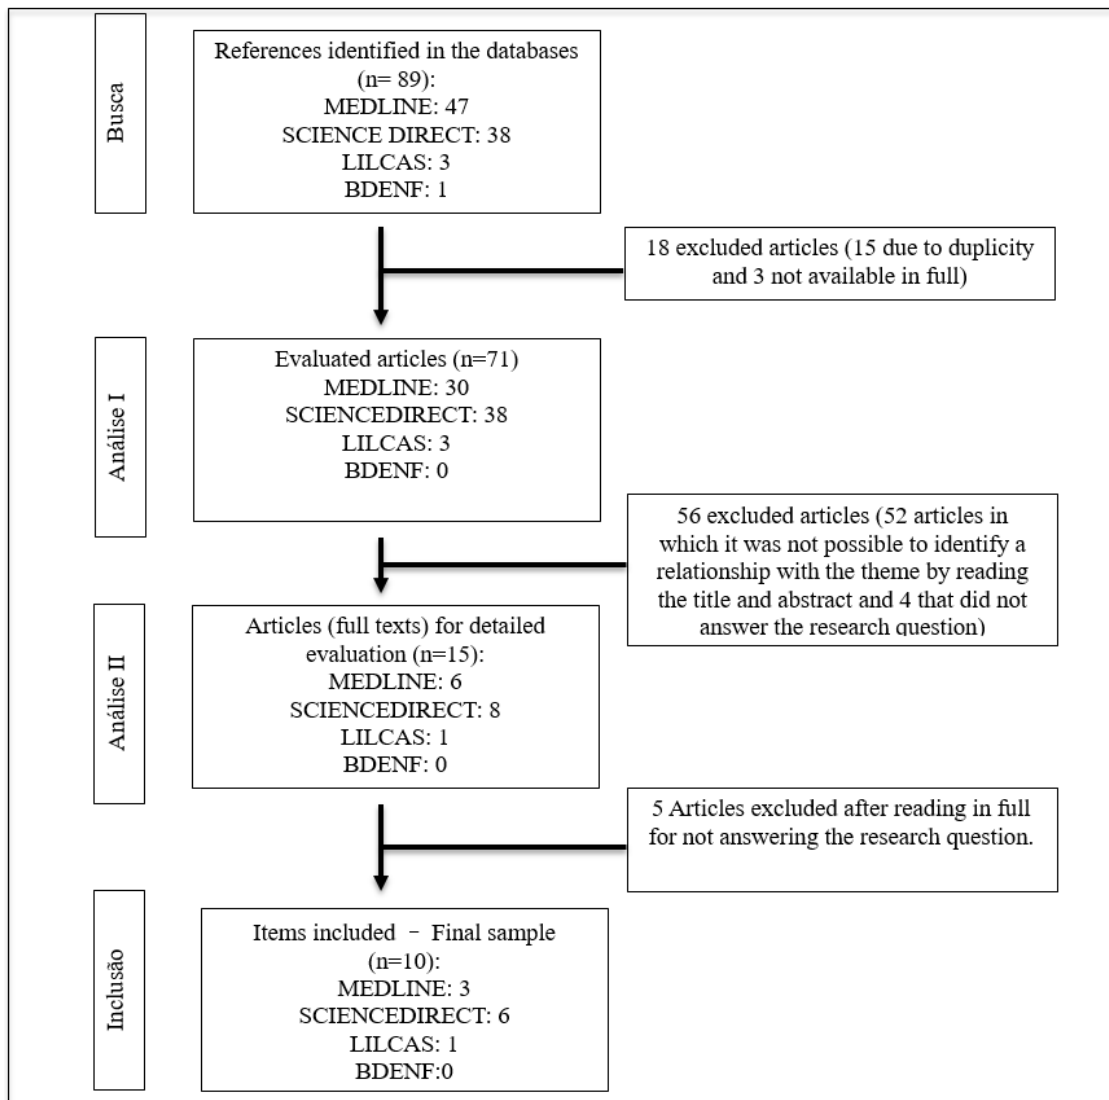 Busca
References identified in the databases
(n= 89):
MEDLINE: 47
SCIENCE DIRECT: 38
LILCAS: 3
BDENF: 1
18 excluded articles (15 due to duplicity
and 3 not available in full)
Análise I
Evaluated articles (n=71)
MEDLINE: 30
SCIENCEDIRECT: 38
LILCAS: 3
BDENF: 0
56 excluded articles (52 articles in
which it was not possible to identify a
relationship with the theme by reading
the title and abstract and 4 that did not
answer the research question)
Análise II
Articles (full texts) for detailed
evaluation (n=15):
MEDLINE: 6
SCIENCEDIRECT: 8
LILCAS: 1
BDENF: 0
5 Articles excluded after reading in full
for not answering the research question.
Inclusão
Items included – Final sample
(n=10):
MEDLINE: 3
SCIENCEDIRECT: 6
LILCAS: 1
BDENF:0